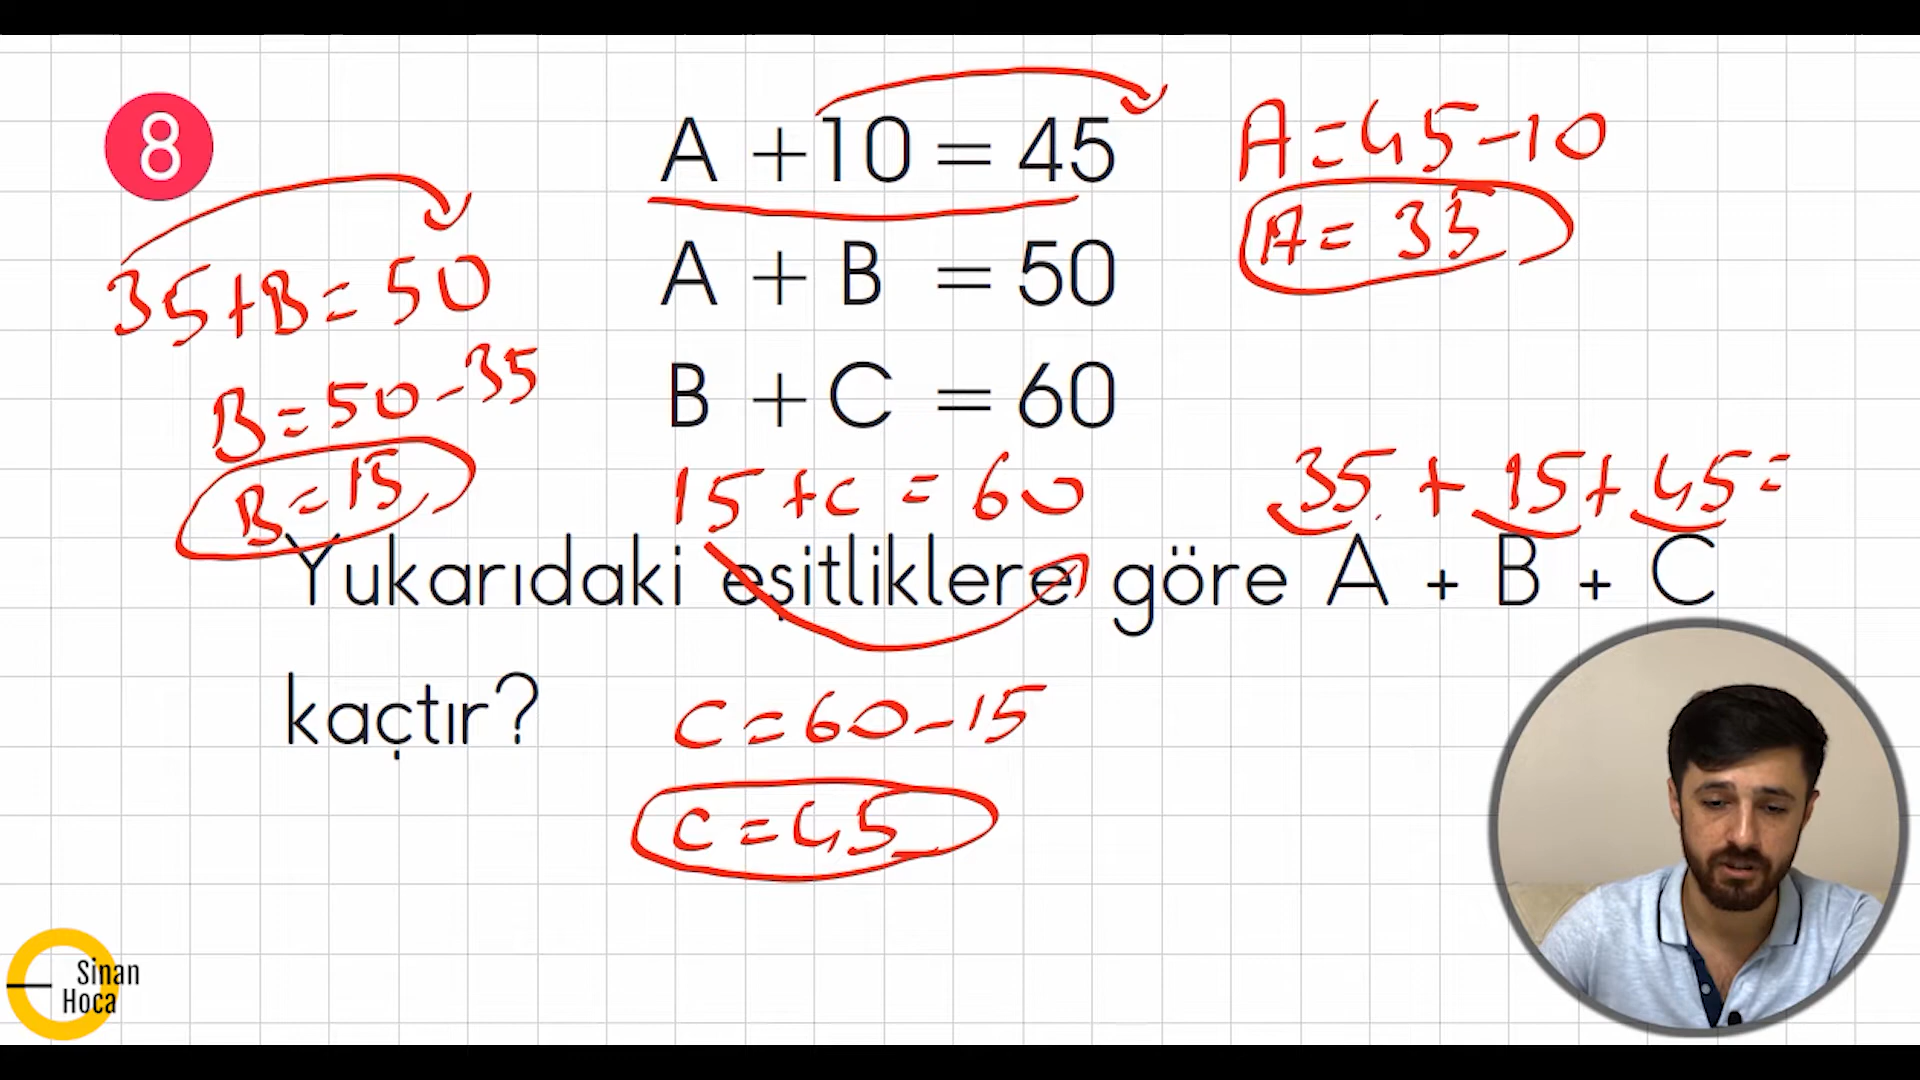 8
A + 10 = 45
A = 45 - 10
A = 35
A + B = 50
35 + B = 50
B + C = 60
B = 50 - 35
B = 15
15 + C = 60
35 + 15 + 45 =
Yukarıdaki eşitliklere göre A + B + C
kaçtır?
C = 60 - 15
C = 45
Sinan
Hoca